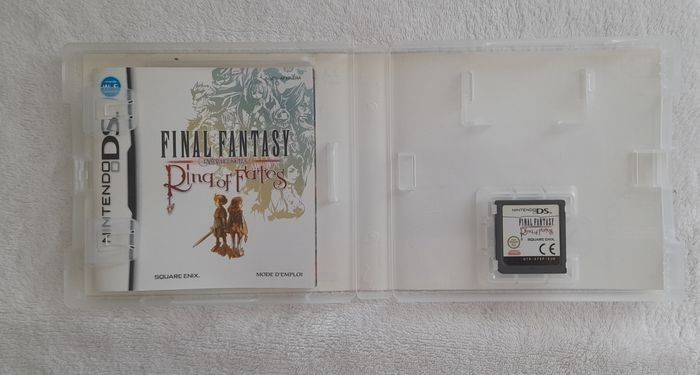 NINTENDO DS
FINAL FANTASY
CRYSTAL CHRONICLES
Ring of Fates
SQUARE ENIX.
MODE D'EMPLOI
NINTENDO DS
FINAL FANTASY
Ring of Fates
SQUARE ENIX
CE